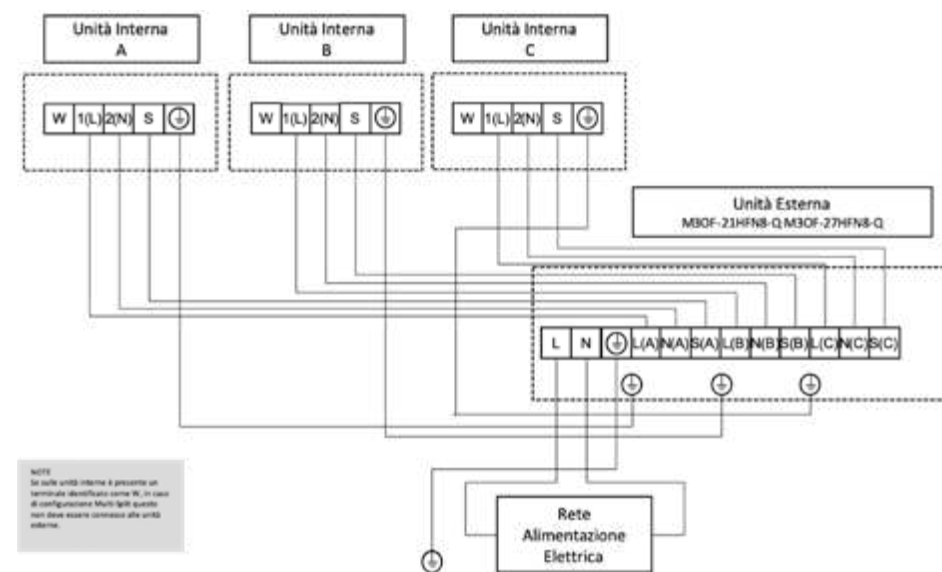 Unità Interna
A
Unità Interna
B
Unità Interna
C
W 1(L) 2(N) S
W 1(L) 2(N) S
W 1(L) 2(N) S
Unità Esterna
M3OF-21HFN8-Q M3OF-27HFN8-Q
L N L(A) N(A) S(A) L(B) N(B) S(B) L(C) N(C) S(C)
NOTE
Se sulle unità interne è presente un
terminale identificato come W, in caso
di configurazione Multi-Split questo
non deve essere connesso alle unità
esterne.
Rete
Alimentazione
Elettrica